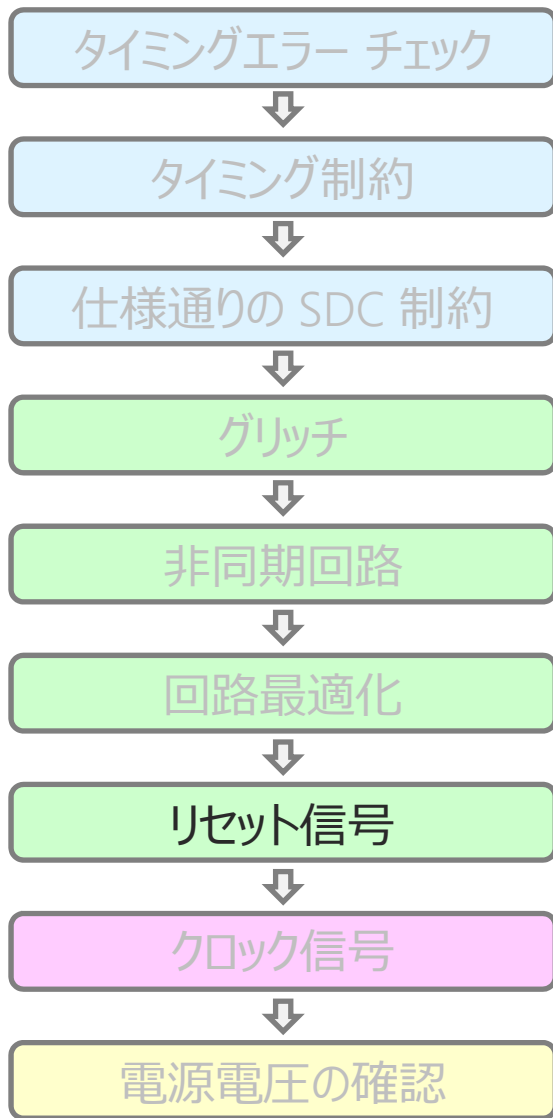 タイミングエラー チェック
タイミング制約
仕様通りの SDC 制約
グリッチ
非同期回路
回路最適化
リセット信号
クロック信号
電源電圧の確認